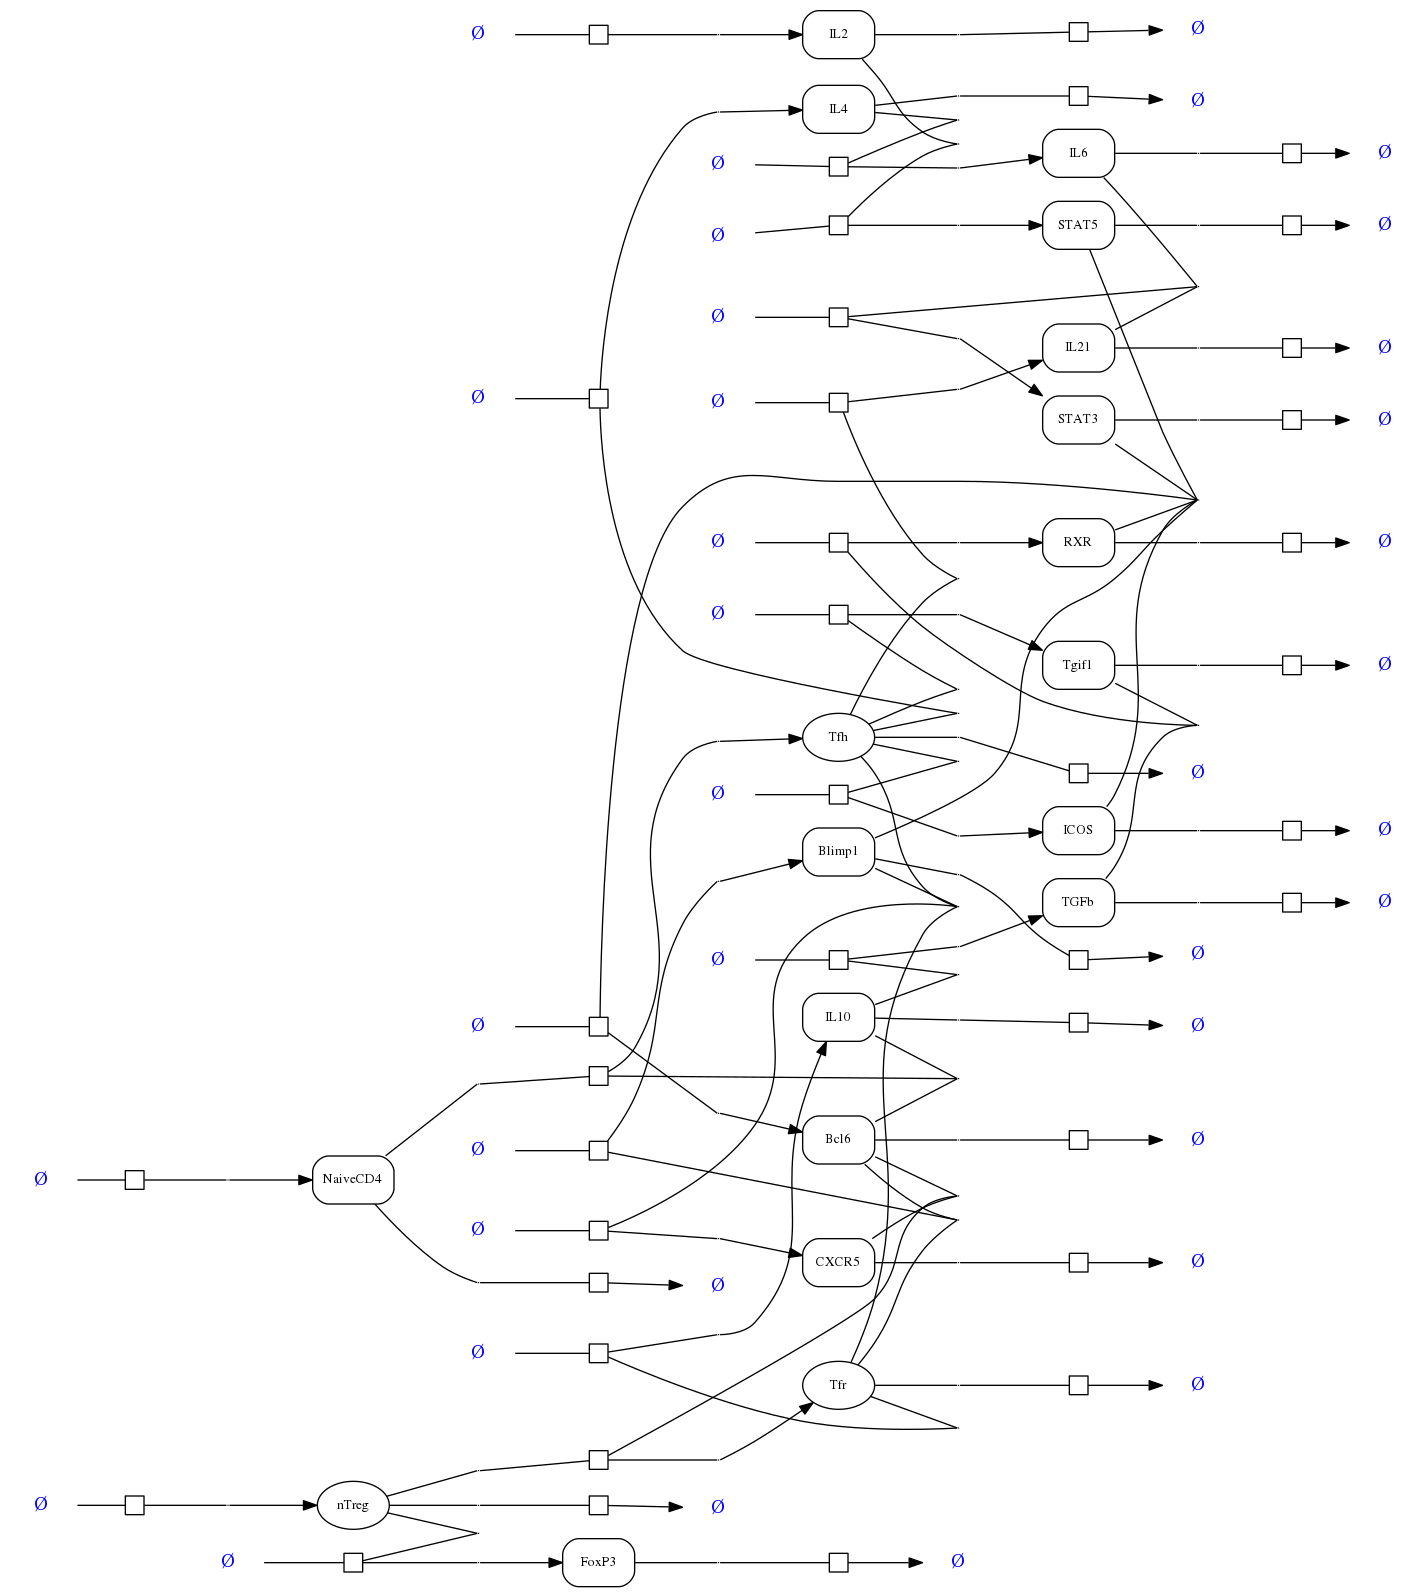 Ø IL2 Ø
IL4 Ø
Ø IL6 Ø
Ø STAT5 Ø
Ø
IL21 Ø
Ø Ø
STAT3 Ø
Ø RXR Ø
Ø
Tgif1 Ø
Tfh
Ø
Ø
ICOS Ø
Blimp1
TGFb Ø
Ø Ø
IL10
Ø Ø
Bcl6 Ø
Ø
Ø NaiveCD4
Ø
CXCR5 Ø
Ø
Ø
Tfr Ø
Ø nTreg Ø
Ø FoxP3 Ø